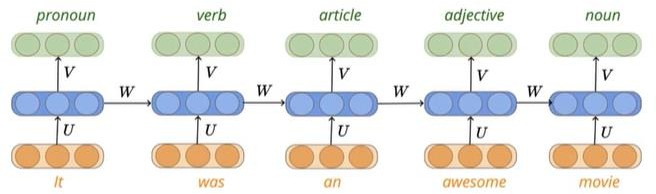 pronoun verb article adjective noun
V V V V V
W W W W
U U U U U
It was an awesome movie